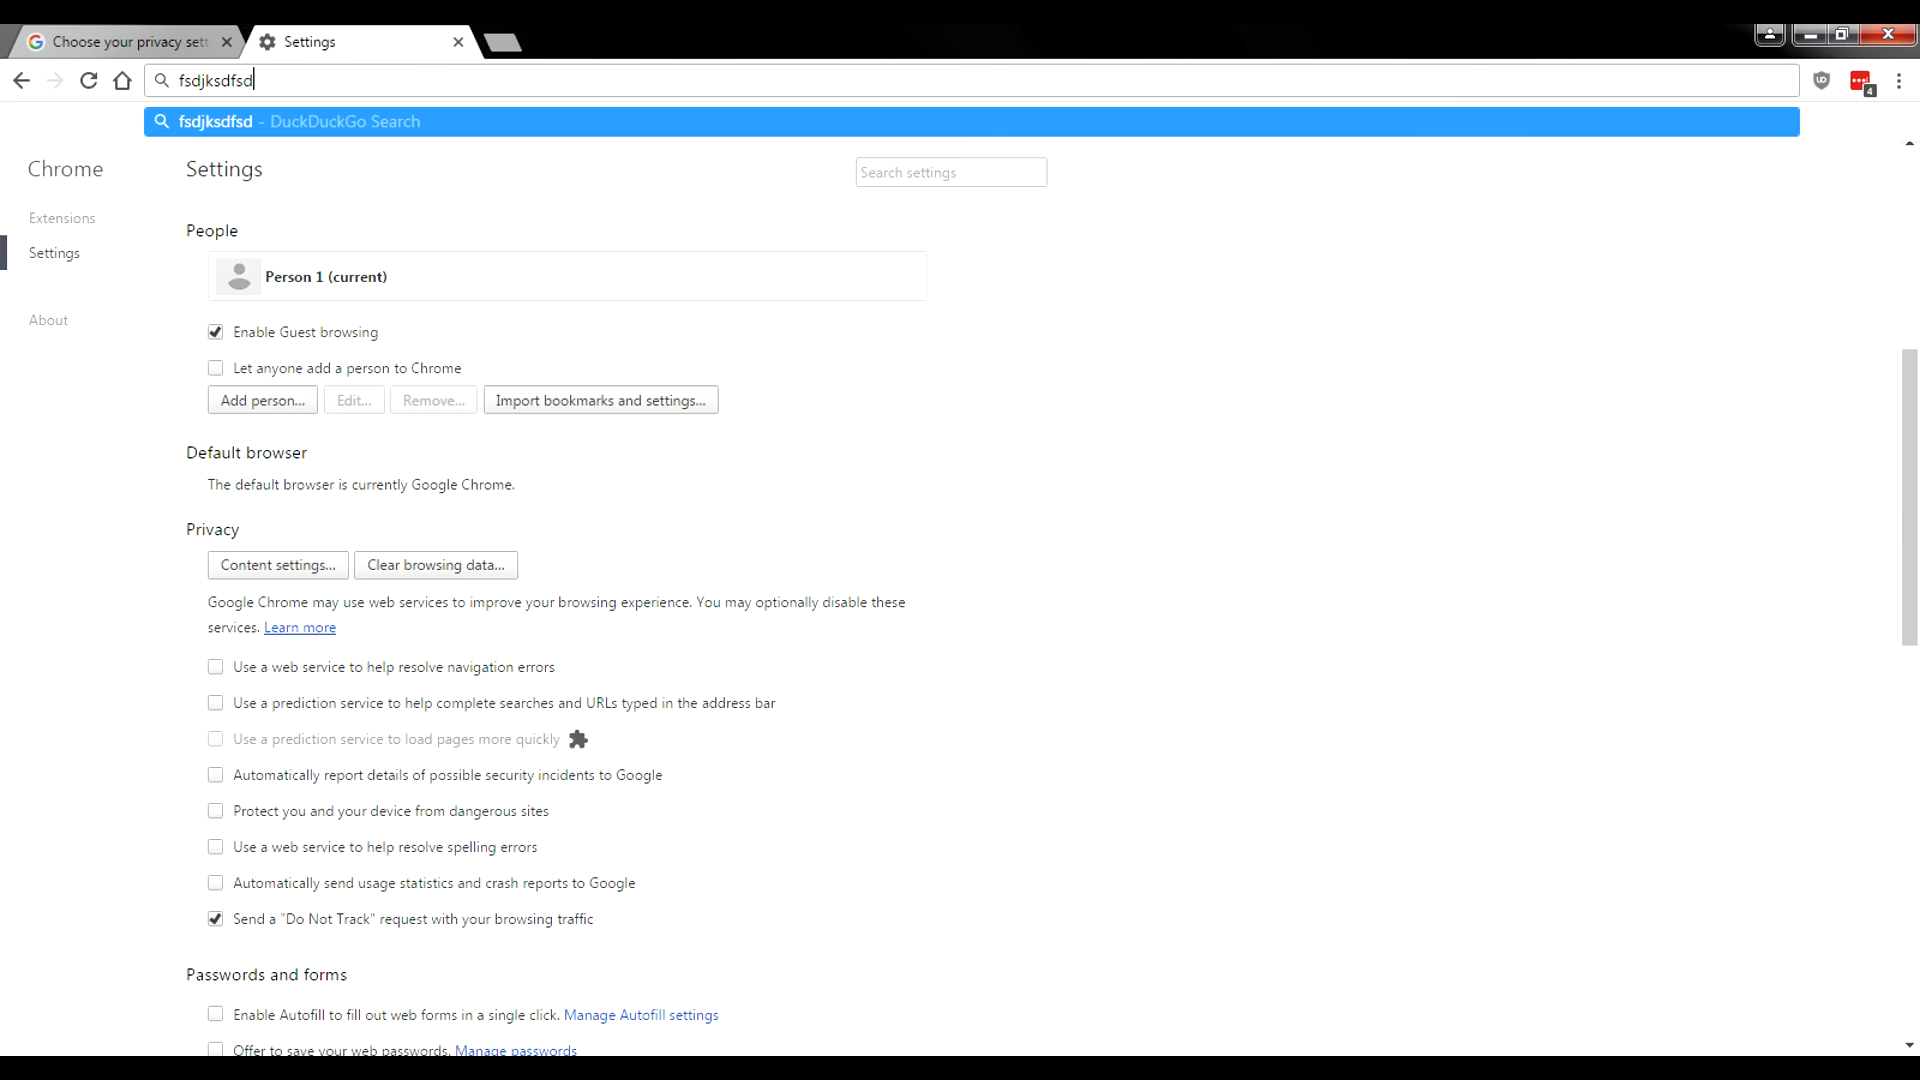 Choose your privacy sett
Settings
fsdjksdfsd
4
fsdjksdfsd - DuckDuckGo Search
Chrome
Settings
Search settings
Extensions
Settings
About
People
Person 1 (current)
Enable Guest browsing
Let anyone add a person to Chrome
Add person... Edit... Remove... Import bookmarks and settings...
Default browser
The default browser is currently Google Chrome.
Privacy
Content settings... Clear browsing data...
Google Chrome may use web services to improve your browsing experience. You may optionally disable these
services. Learn more
Use a web service to help resolve navigation errors
Use a prediction service to help complete searches and URLs typed in the address bar
Use a prediction service to load pages more quickly
Automatically report details of possible security incidents to Google
Protect you and your device from dangerous sites
Use a web service to help resolve spelling errors
Automatically send usage statistics and crash reports to Google
Send a "Do Not Track" request with your browsing traffic
Passwords and forms
Enable Autofill to fill out web forms in a single click. Manage Autofill settings
Offer to save your web passwords. Manage passwords